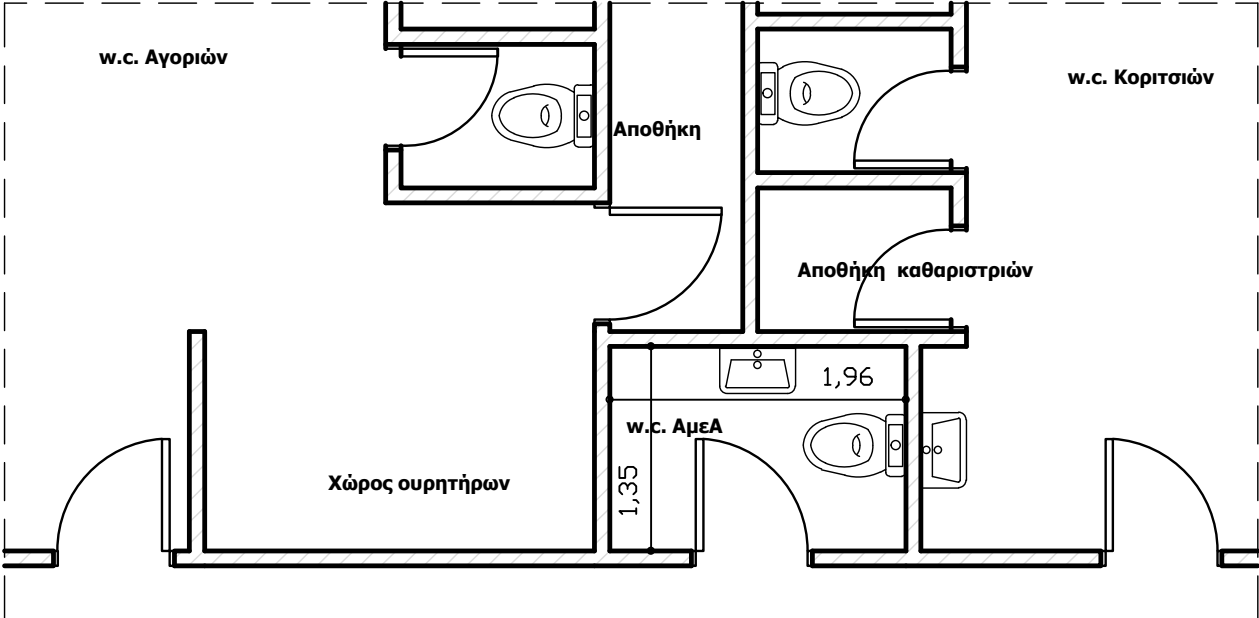 w.c. Αγοριών
w.c. Κοριτσιών
Αποθήκη
Αποθήκη καθαριστριών
1,96
w.c. ΑμεΑ
1,35
Χώρος ουρητήρων